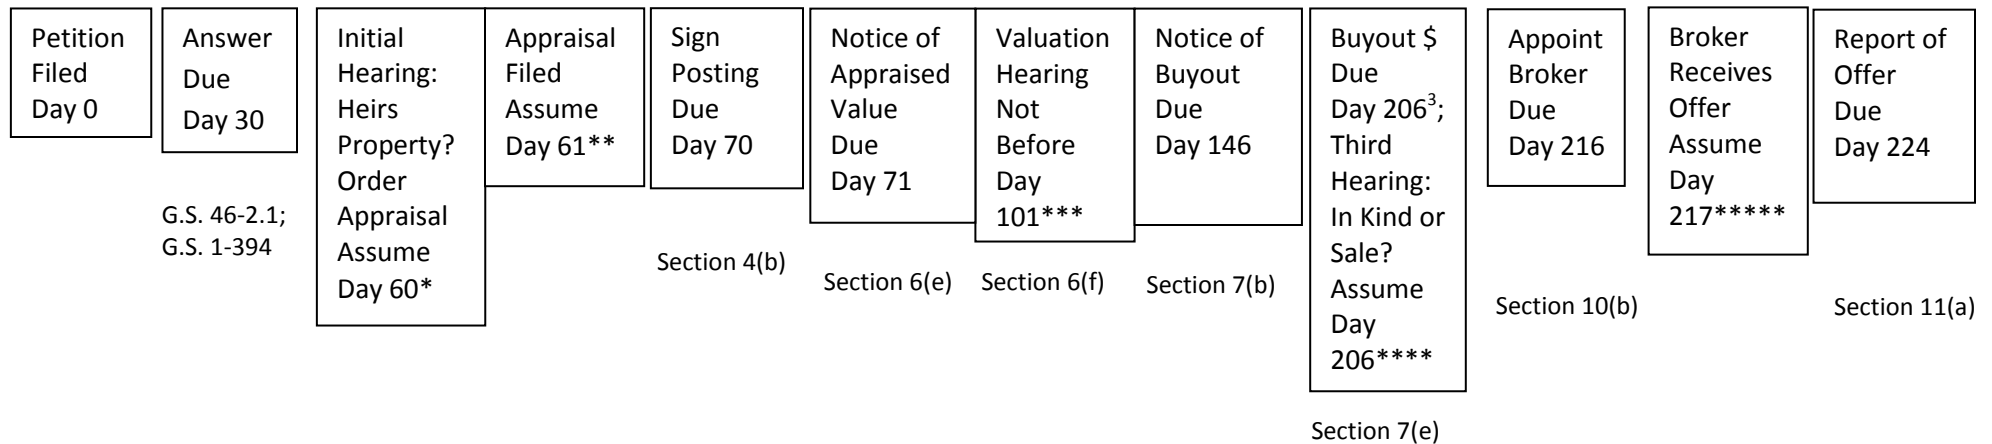 Petition
Filed
Day 0
Answer
Due
Day 30
G.S. 46-2.1;
G.S. 1-394
Initial
Hearing:
Heirs
Property?
Order
Appraisal
Assume
Day 60*
Appraisal
Filed
Assume
Day 61**
Sign
Posting
Due
Day 70
Section 4(b)
Notice of
Appraised
Value
Due
Day 71
Section 6(e)
Valuation
Hearing
Not
Before
Day
101***
Section 6(f)
Notice of
Buyout
Due
Day 146
Section 7(b)
Buyout $
Due
Day 206³;
Third
Hearing:
In Kind or
Sale?
Assume
Day
206****
Section 7(e)
Appoint
Broker
Due
Day 216
Section 10(b)
Broker
Receives
Offer
Assume
Day
217*****
Report of
Offer
Due
Day 224
Section 11(a)